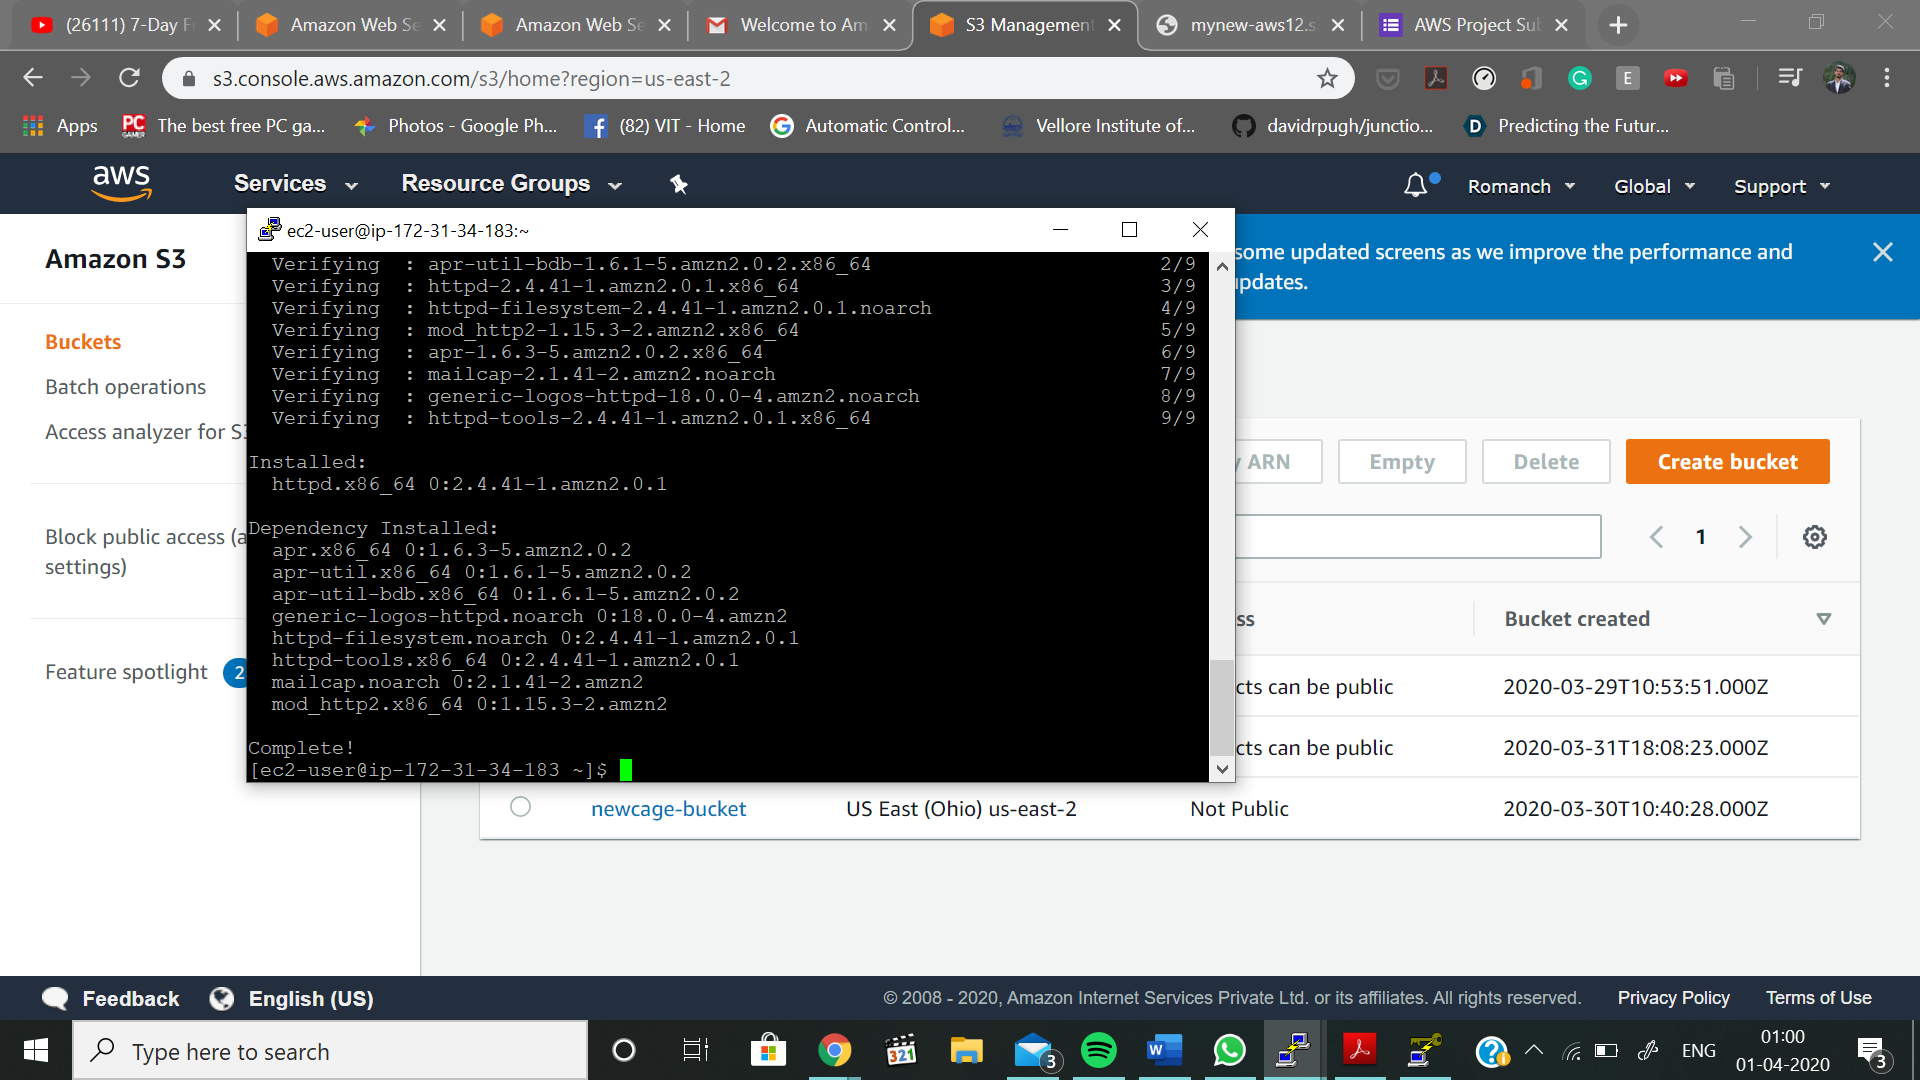 (26111) 7-Day F
Amazon Web Se
Amazon Web Se
Welcome to Am
S3 Management
mynew-aws12.s
AWS Project Sub
s3.console.aws.amazon.com/s3/home?region=us-east-2
Apps
PC GAMER
The best free PC ga...
Photos - Google Ph...
(82) VIT - Home
Automatic Control...
Vellore Institute of...
davidrpugh/junctio...
Predicting the Futur...
aws
Services
Resource Groups
Romanch
Global
Support
some updated screens as we improve the performance and
updates.
Amazon S3
Buckets
Batch operations
Access analyzer for S3
Block public access (a
settings)
Feature spotlight 2
ec2-user@ip-172-31-34-183:~
Verifying : apr-util-bdb-1.6.1-5.amzn2.0.2.x86_64 2/9
Verifying : httpd-2.4.41-1.amzn2.0.1.x86_64 3/9
Verifying : httpd-filesystem-2.4.41-1.amzn2.0.1.noarch 4/9
Verifying : mod_http2-1.15.3-2.amzn2.x86_64 5/9
Verifying : apr-1.6.3-5.amzn2.0.2.x86_64 6/9
Verifying : mailcap-2.1.41-2.amzn2.noarch 7/9
Verifying : generic-logos-httpd-18.0.0-4.amzn2.noarch 8/9
Verifying : httpd-tools-2.4.41-1.amzn2.0.1.x86_64 9/9
Installed:
httpd.x86_64 0:2.4.41-1.amzn2.0.1
Dependency Installed:
apr.x86_64 0:1.6.3-5.amzn2.0.2
apr-util.x86_64 0:1.6.1-5.amzn2.0.2
apr-util-bdb.x86_64 0:1.6.1-5.amzn2.0.2
generic-logos-httpd.noarch 0:18.0.0-4.amzn2
httpd-filesystem.noarch 0:2.4.41-1.amzn2.0.1
httpd-tools.x86_64 0:2.4.41-1.amzn2.0.1
mailcap.noarch 0:2.1.41-2.amzn2
mod_http2.x86_64 0:1.15.3-2.amzn2
Complete!
[ec2-user@ip-172-31-34-183 ~]$
y ARN
Empty
Delete
Create bucket
1
ss
Bucket created
cts can be public 2020-03-29T10:53:51.000Z
cts can be public 2020-03-31T18:08:23.000Z
newcage-bucket US East (Ohio) us-east-2 Not Public 2020-03-30T10:40:28.000Z
Feedback
English (US)
© 2008 - 2020, Amazon Internet Services Private Ltd. or its affiliates. All rights reserved.
Privacy Policy
Terms of Use
Type here to search
321
3
W
ENG
01:00
01-04-2020
3